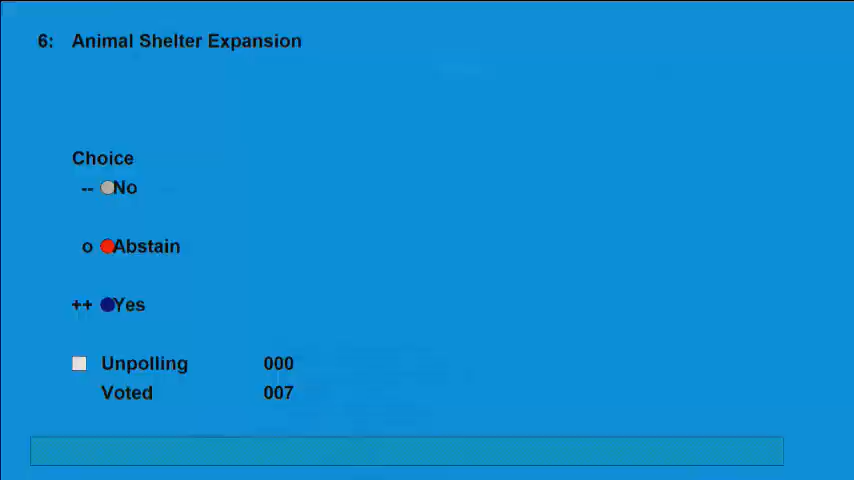 6: Animal Shelter Expansion
Choice
-- No
o Abstain
++ Yes
Unpolling 000
Voted 007